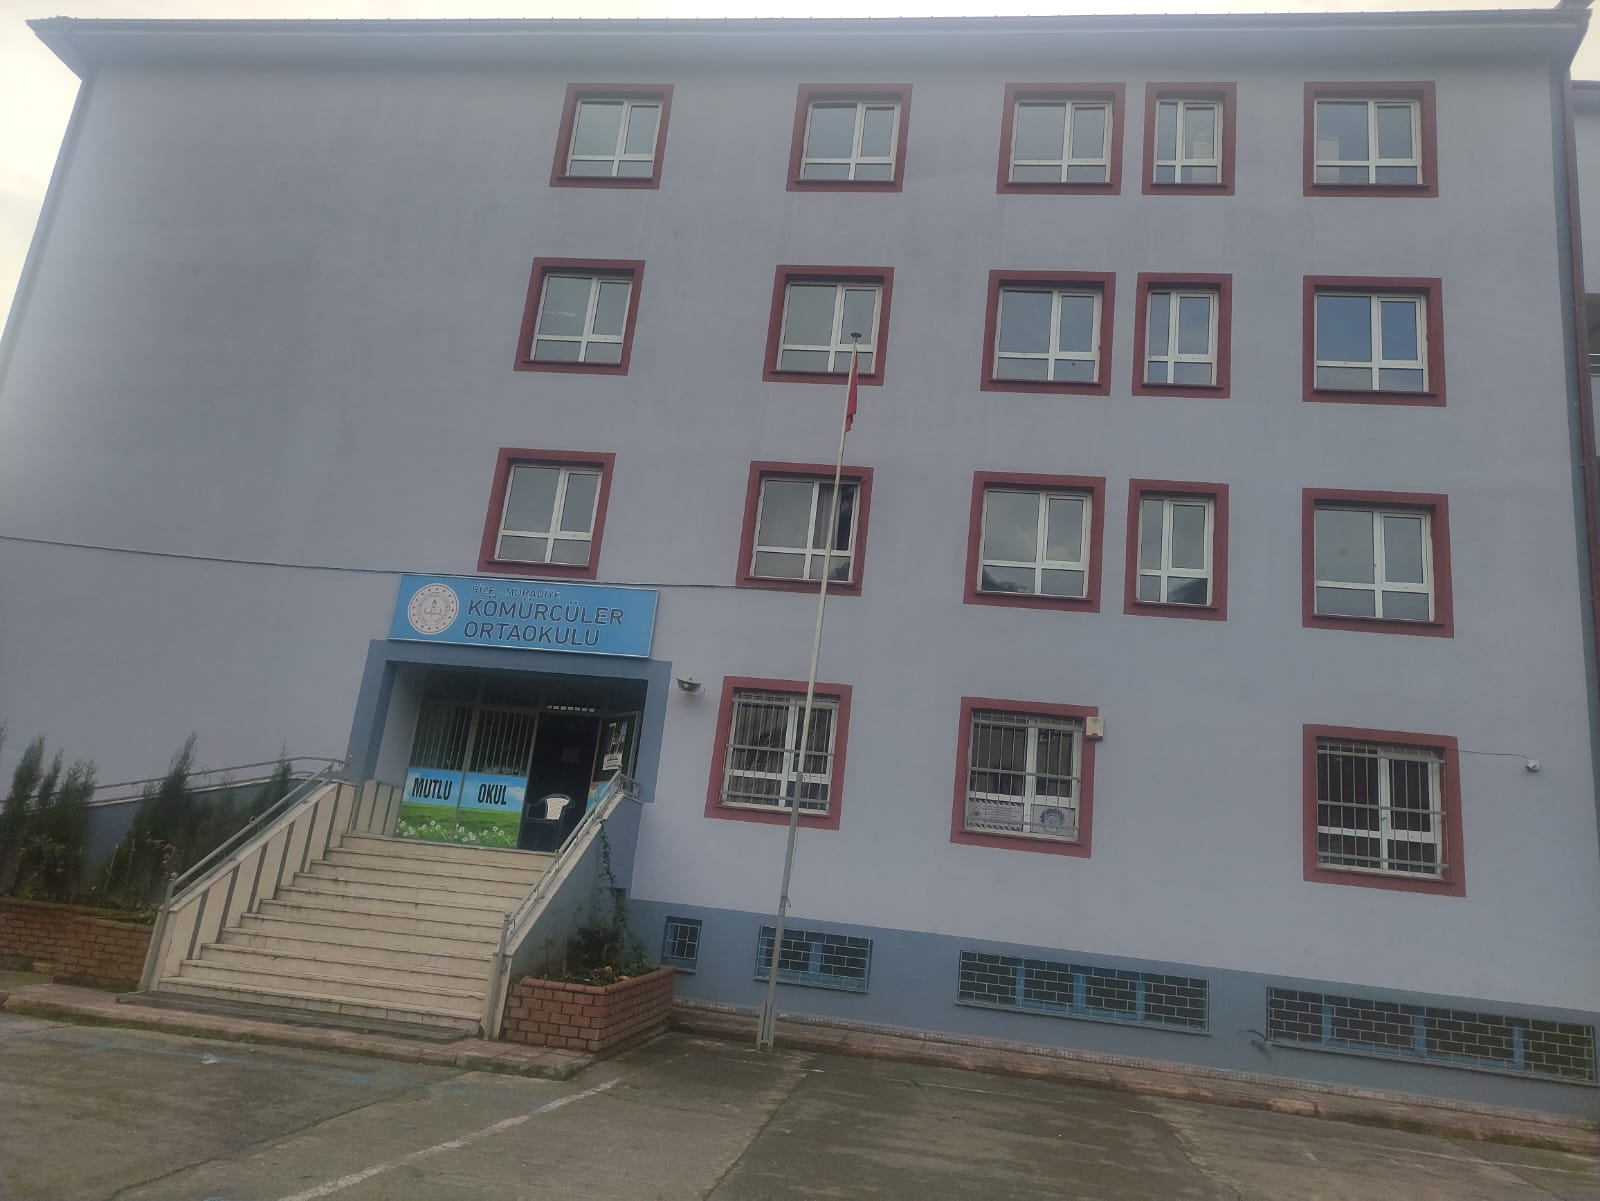 RİZE - MURADİYE
KÖMÜRCÜLER
ORTAOKULU
MUTLU OKUL